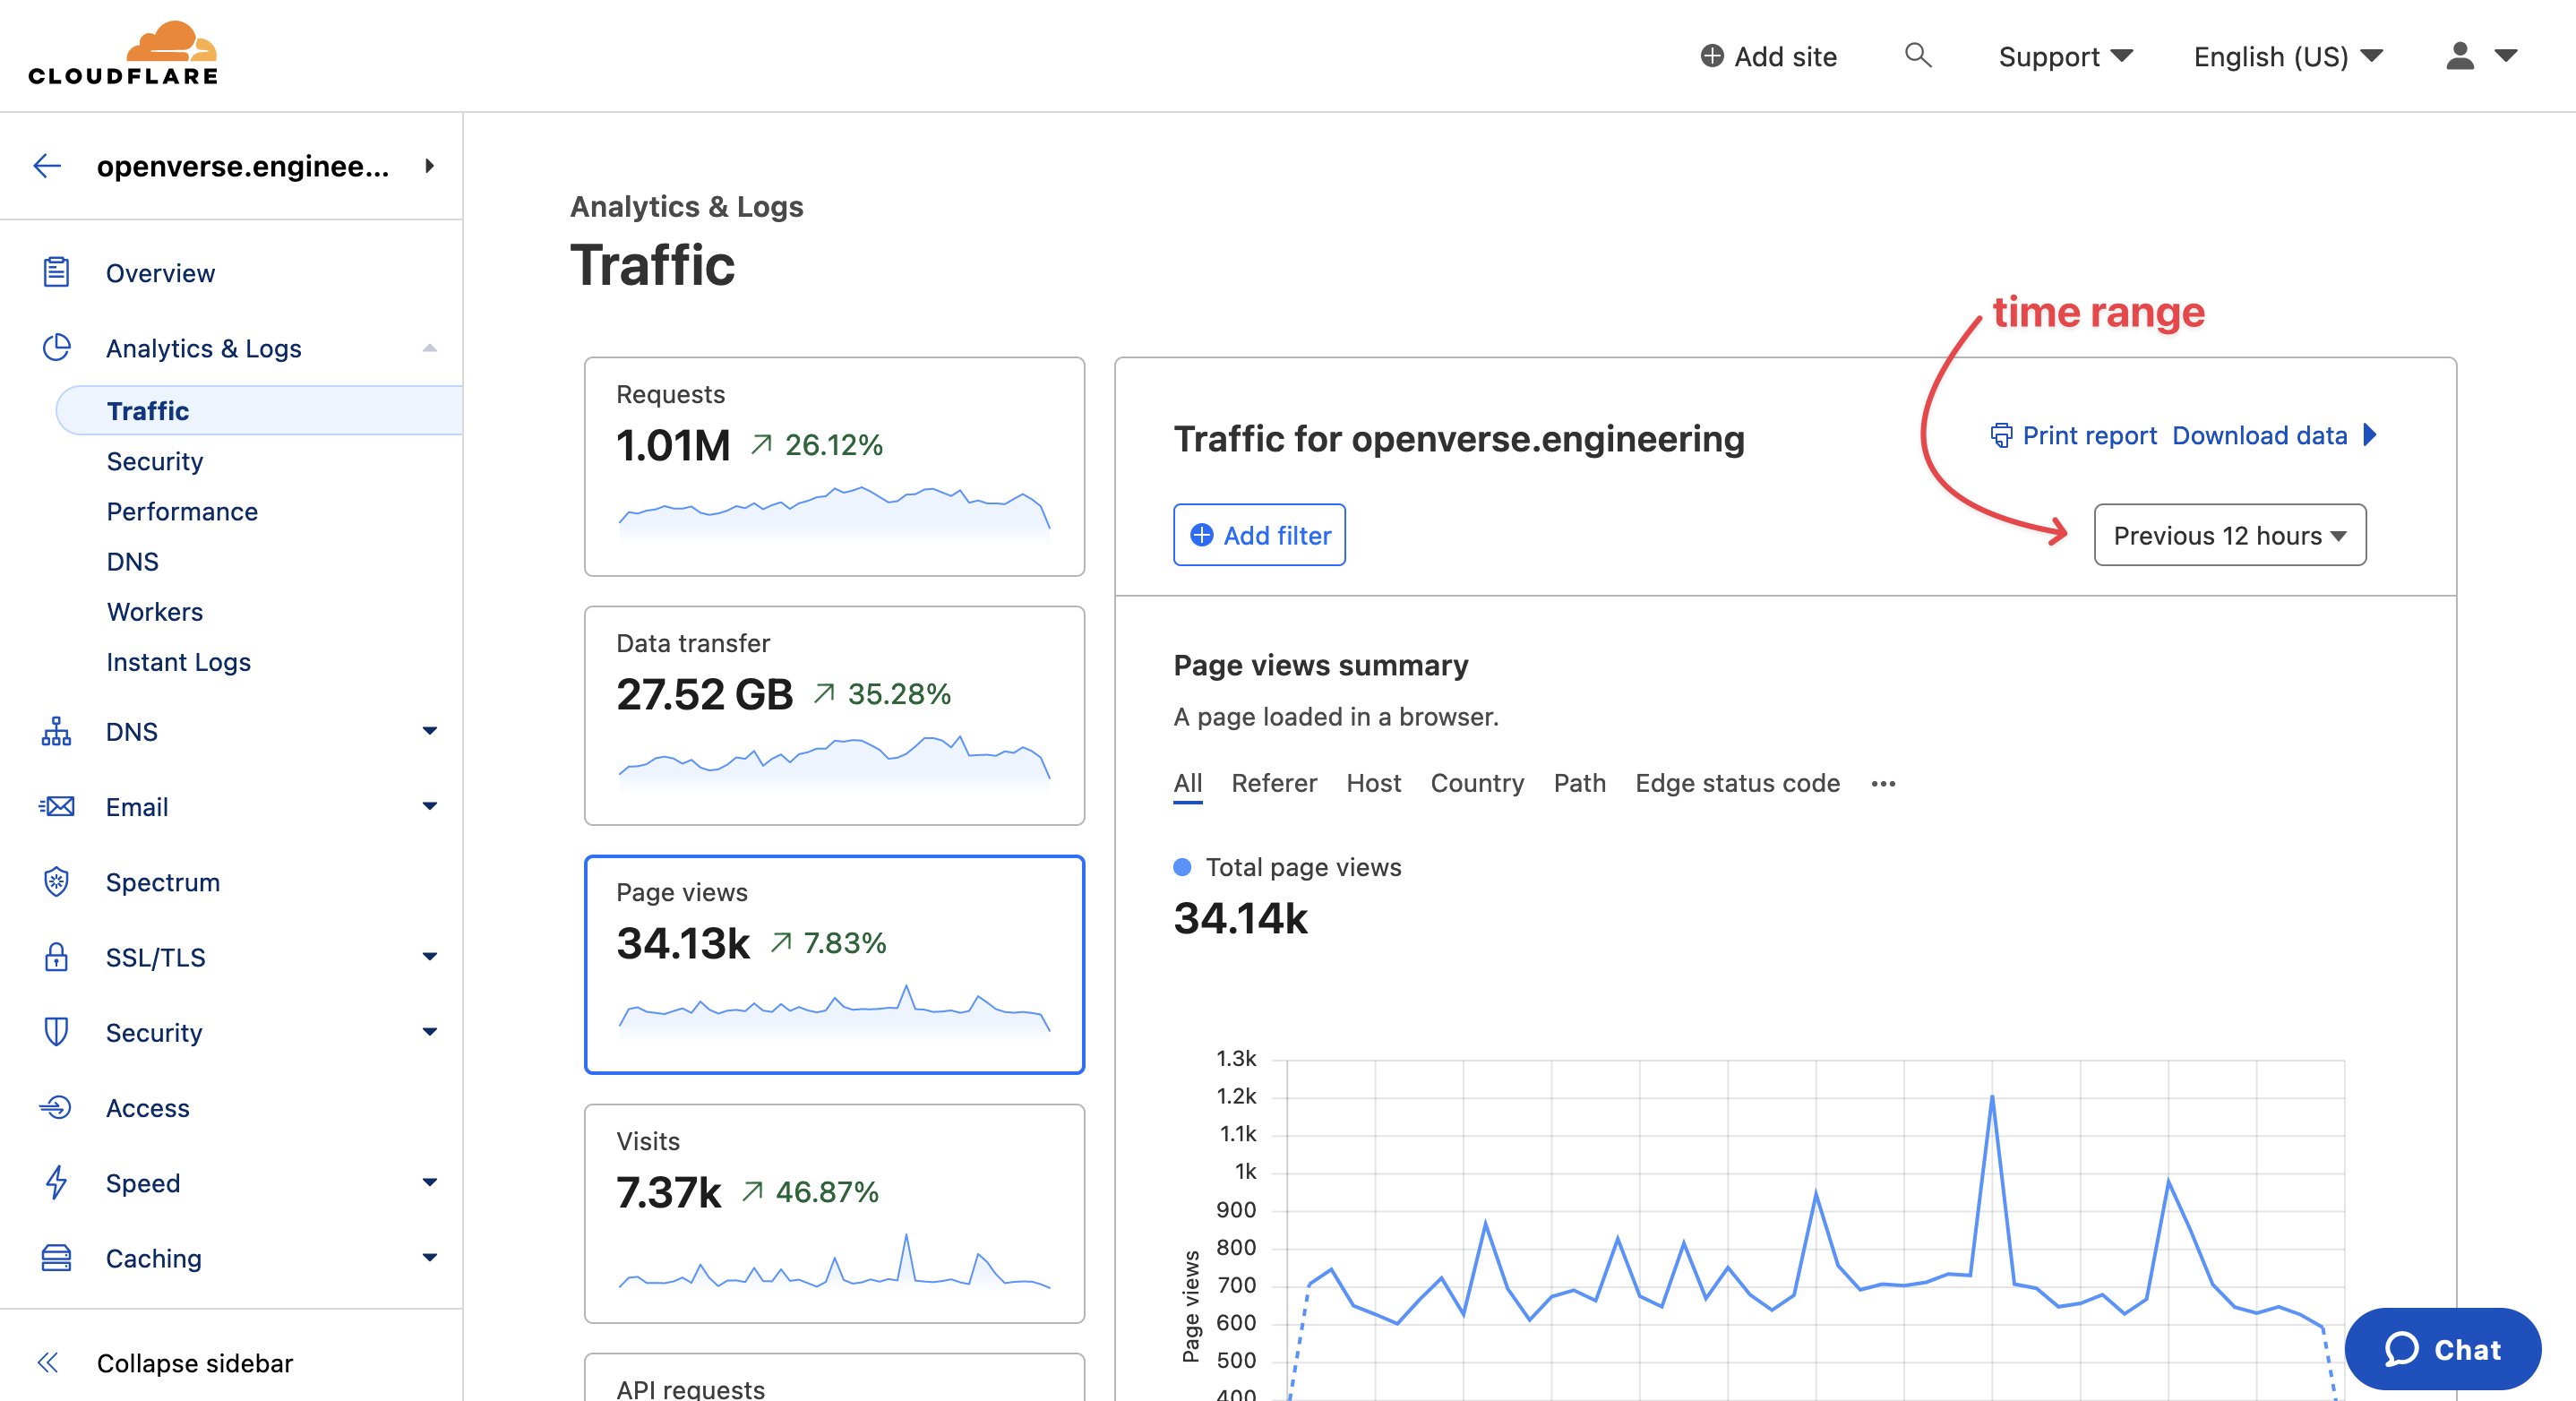 CLOUDFLARE
Add site
Support
English (US)
openverse.enginee...
Overview
Analytics & Logs
Traffic
Security
Performance
DNS
Workers
Instant Logs
DNS
Email
Spectrum
SSL/TLS
Security
Access
Speed
Caching
Collapse sidebar
Analytics & Logs
Traffic
time range
Requests
1.01M 26.12%
Data transfer
27.52 GB 35.28%
Page views
34.13k 7.83%
Visits
7.37k 46.87%
API requests
Traffic for openverse.engineering
Print report Download data
Add filter
Previous 12 hours
Page views summary
A page loaded in a browser.
All Referer Host Country Path Edge status code ...
Total page views
34.14k
1.3k
1.2k
1.1k
1k
900
800
700
600
500
400
Page views
Chat